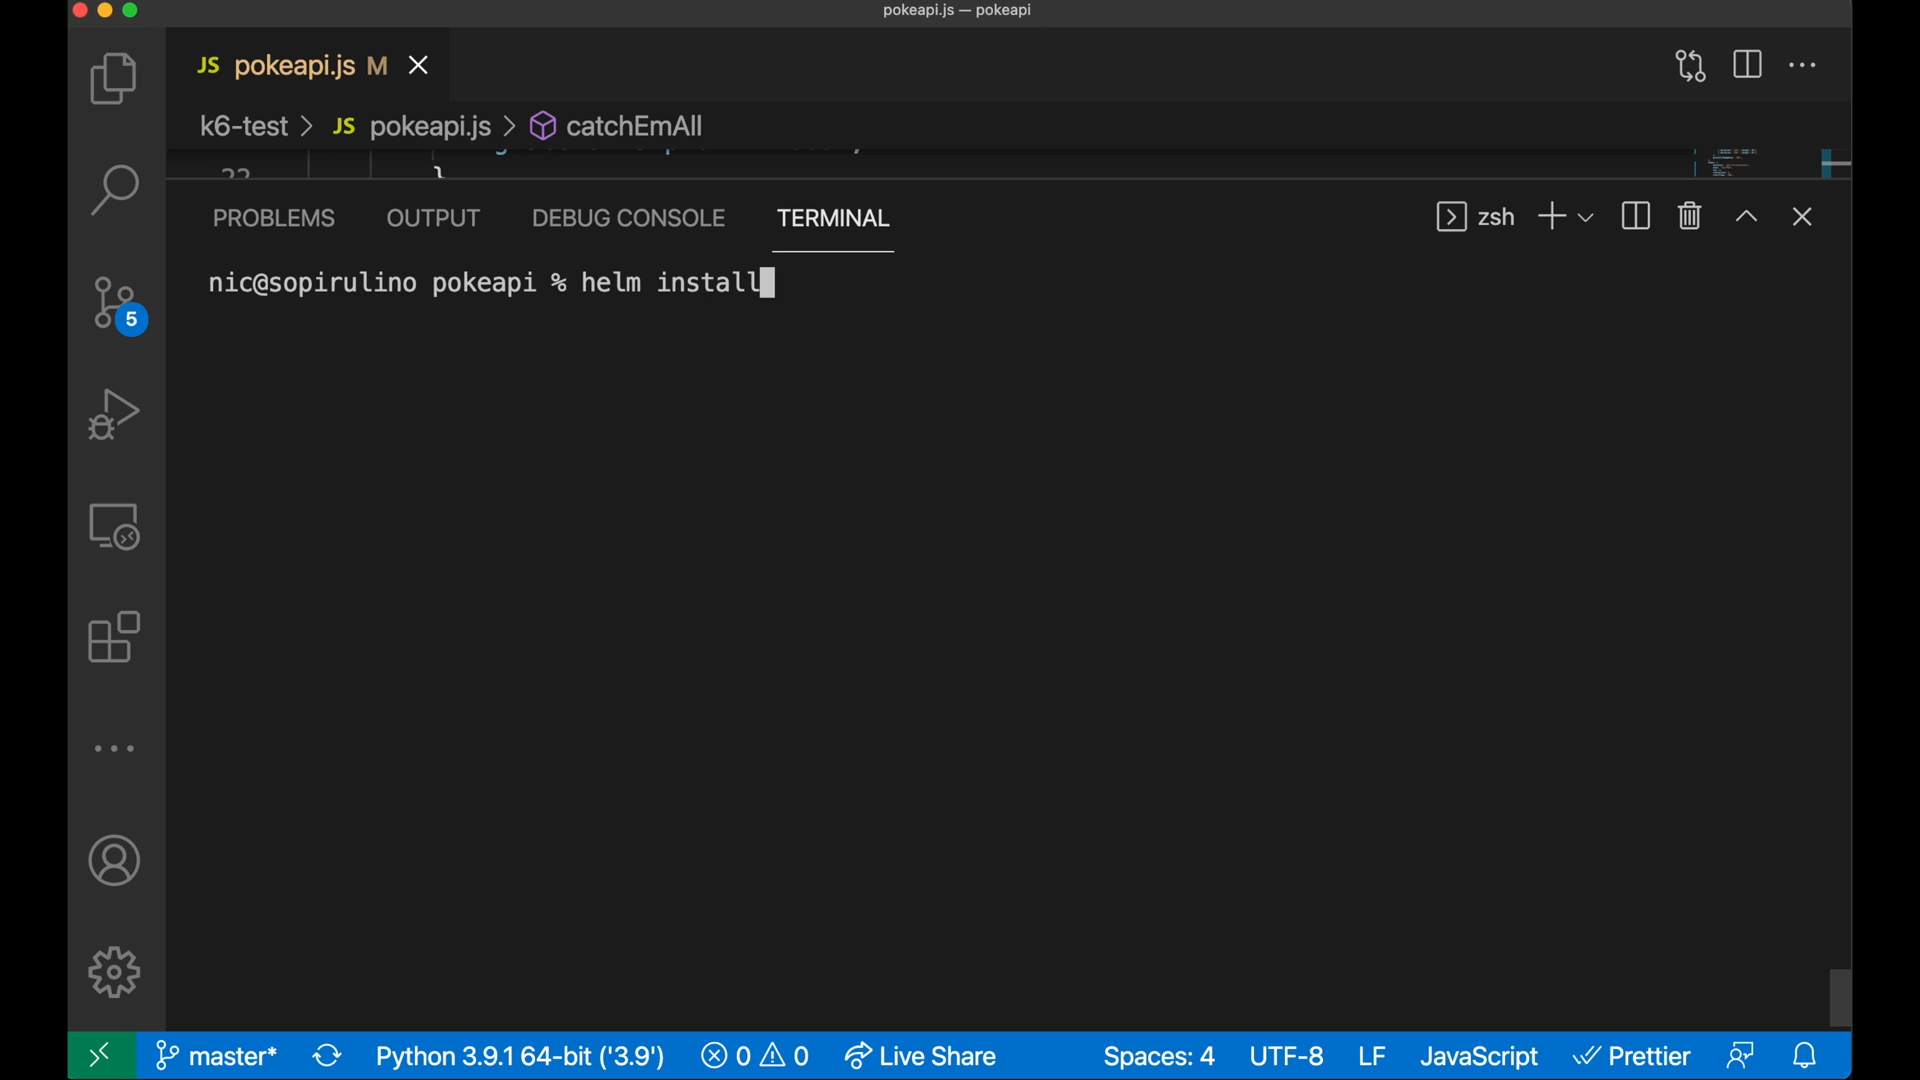 pokeapi.js — pokeapi
JS pokeapi.js M
k6-test > JS pokeapi.js > catchEmAll
}
PROBLEMS OUTPUT DEBUG CONSOLE TERMINAL zsh
nic@sopirulino pokeapi % helm install
5
master* Python 3.9.1 64-bit ('3.9') 0 0 Live Share Spaces: 4 UTF-8 LF JavaScript Prettier